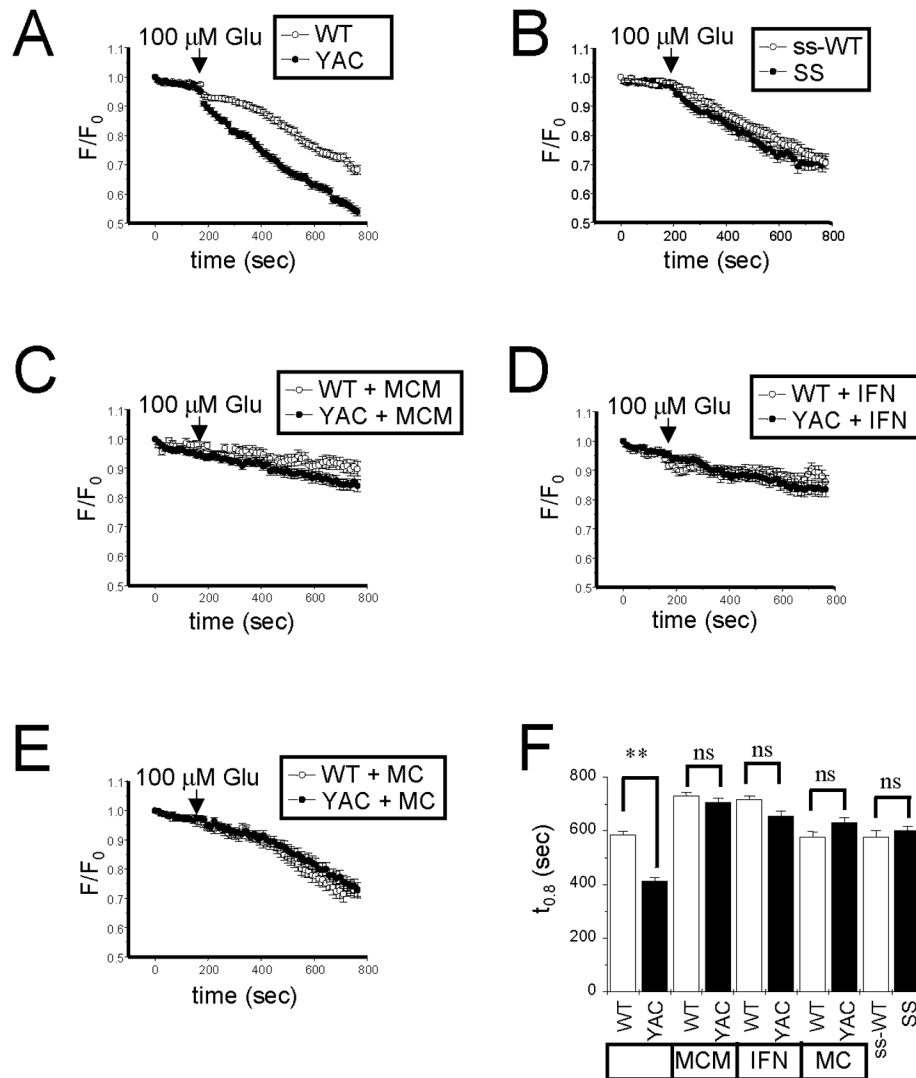 A
100 μM Glu
WT
YAC
F/F0
1.1
1.0
0.9
0.8
0.7
0.6
0.5
0 200 400 600 800
time (sec)
B
100 μM Glu
ss-WT
SS
F/F0
1.1
1.0
0.9
0.8
0.7
0.6
0.5
0 200 400 600 800
time (sec)
C
100 μM Glu
WT + MCM
YAC + MCM
F/F0
1.1
1.0
0.9
0.8
0.7
0.6
0.5
0 200 400 600 800
time (sec)
D
100 μM Glu
WT + IFN
YAC + IFN
F/F0
1.1
1.0
0.9
0.8
0.7
0.6
0.5
0 200 400 600 800
time (sec)
E
100 μM Glu
WT + MC
YAC + MC
F/F0
1.1
1.0
0.9
0.8
0.7
0.6
0.5
0 200 400 600 800
time (sec)
F
** ns ns ns ns
t0.8 (sec)
800
600
400
200
0
WT YAC WT YAC WT YAC WT YAC ss-WT SS
MCM IFN MC